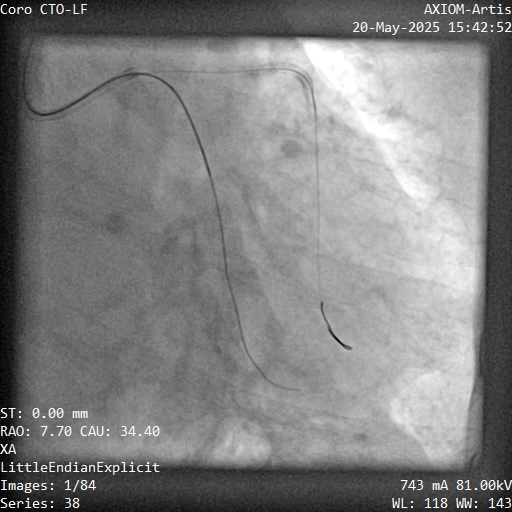 Coro CTO-LF
AXIOM-Artis
20-May-2025 15:42:52
ST: 0.00 mm
RAO: 7.70 CAU: 34.40
XA
LittleEndianExplicit
Images: 1/84
Series: 38
743 mA 81.00kV
WL: 118 WW: 143